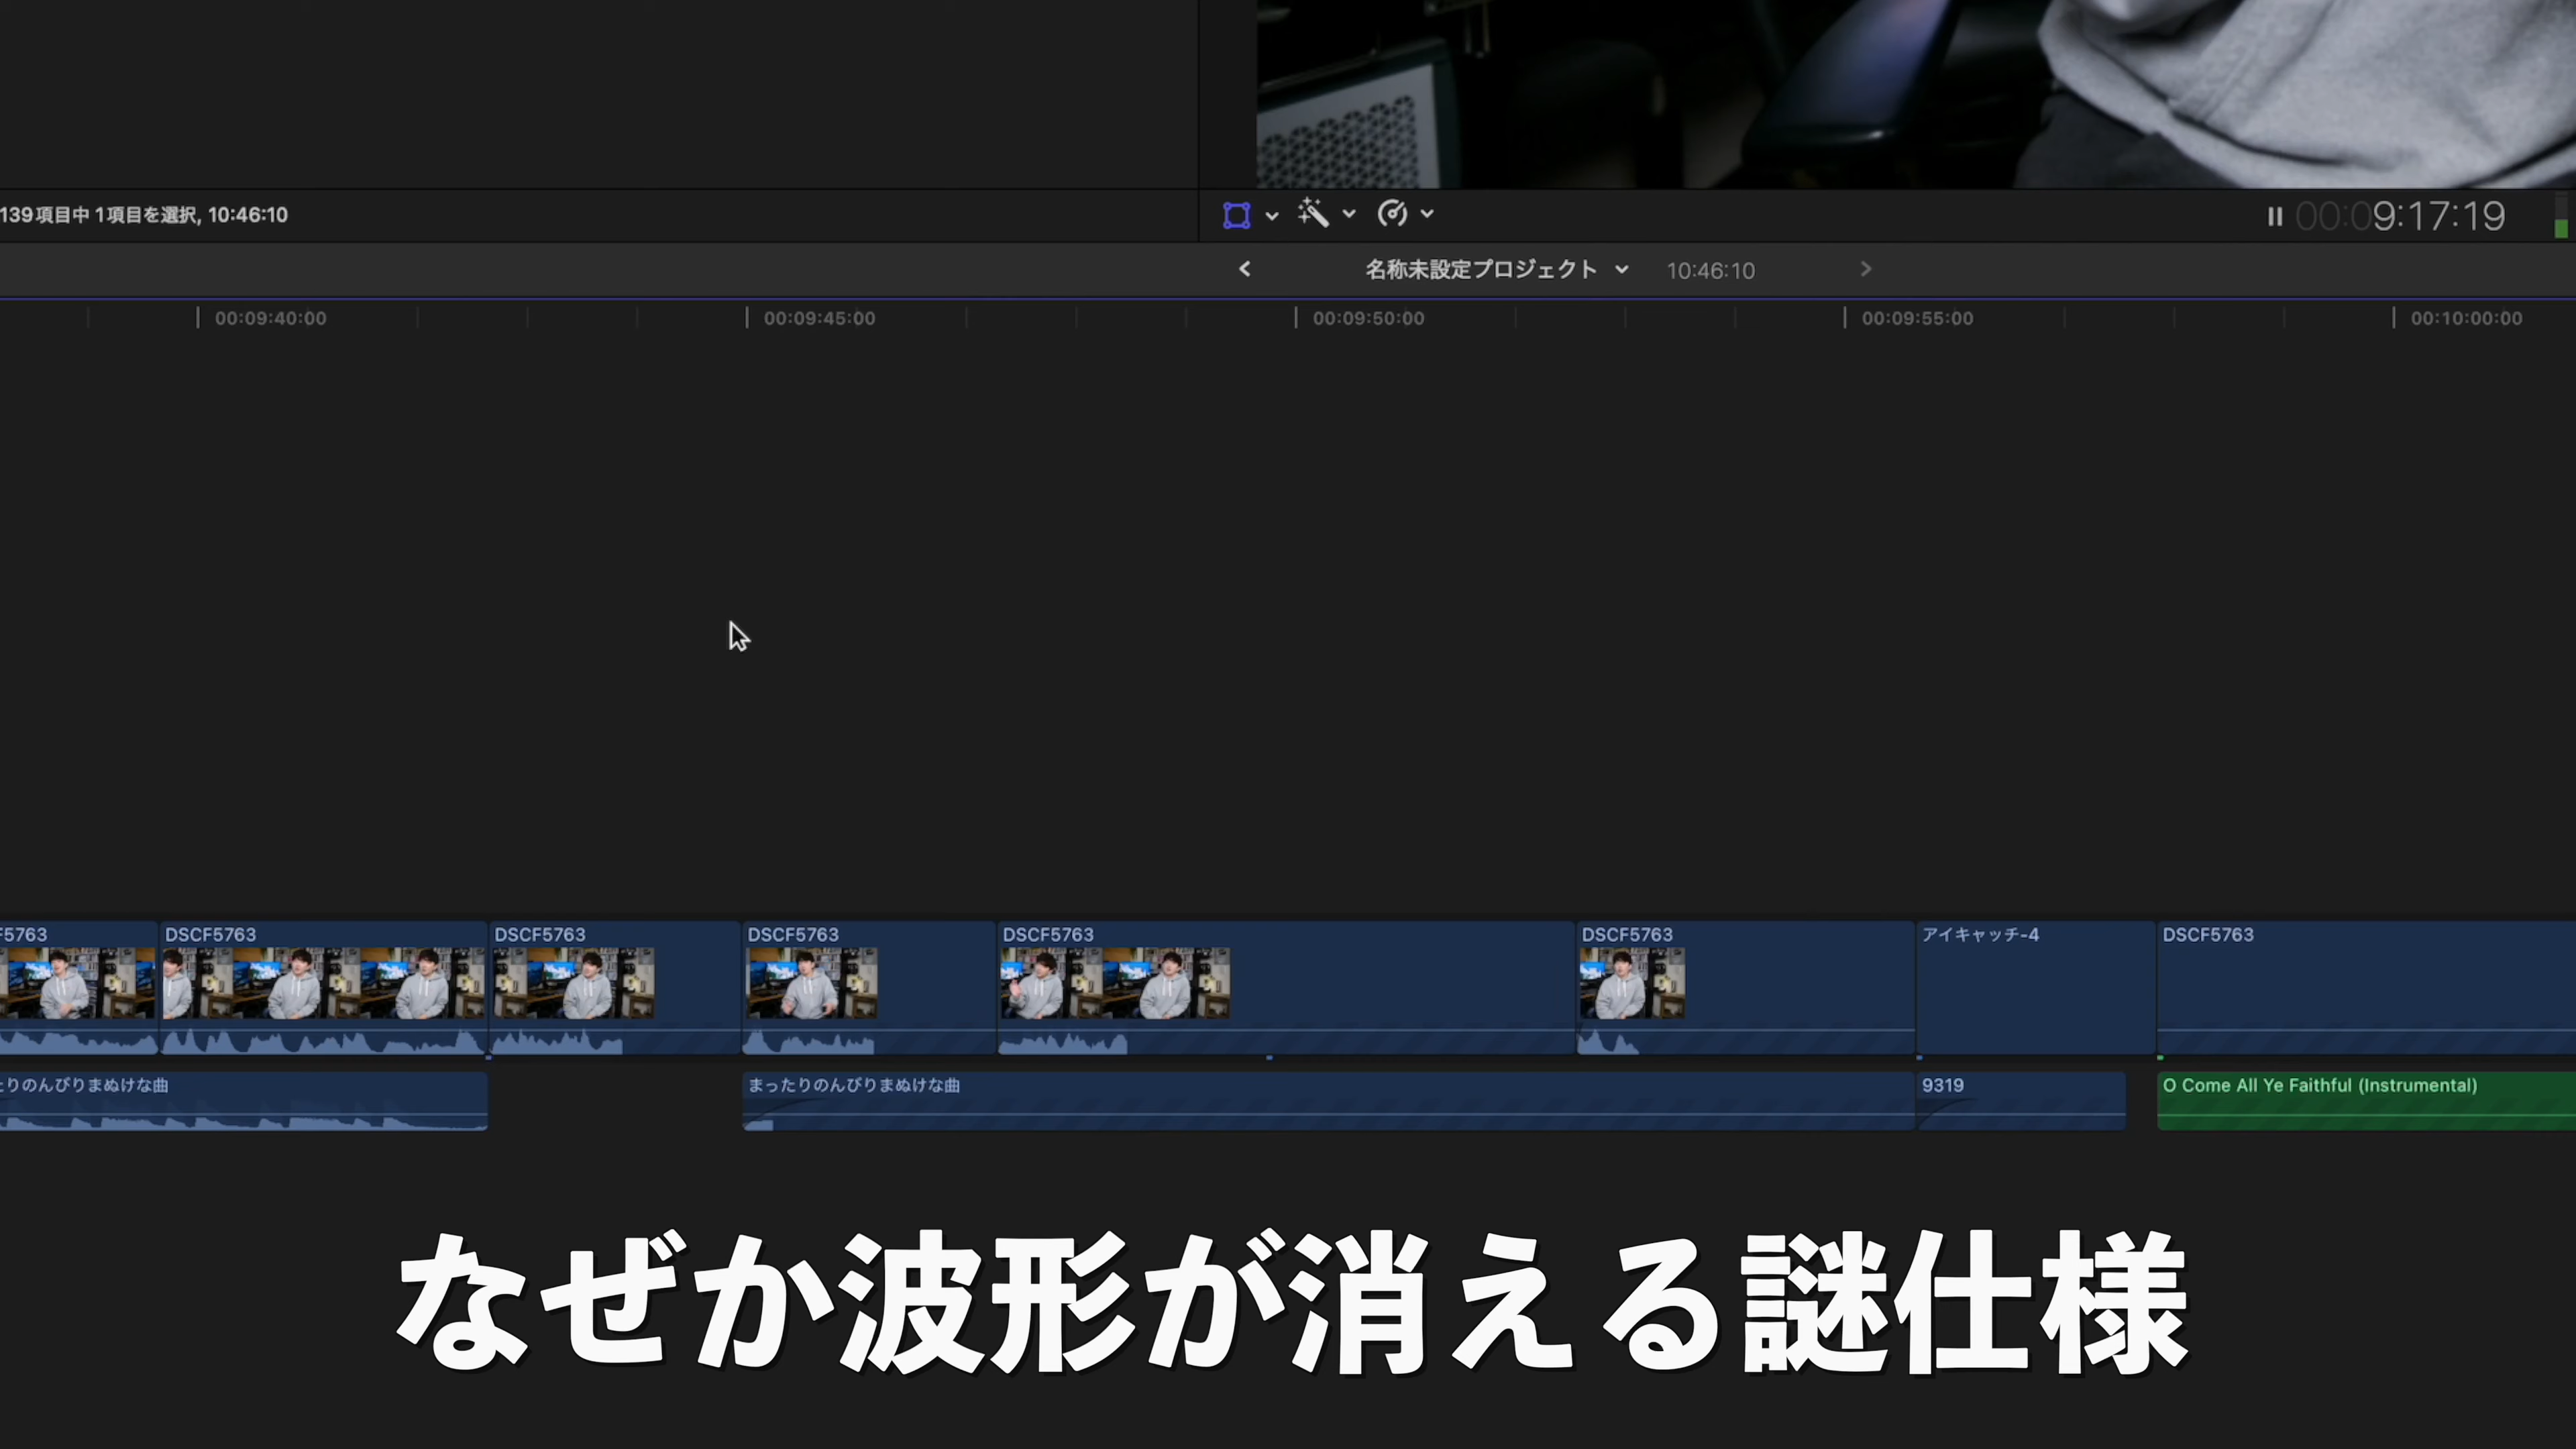 139項目中 1項目を選択, 10:46:10
00:09:17:19
名称未設定プロジェクト 10:46:10
00:09:40:00 00:09:45:00 00:09:50:00 00:09:55:00 00:10:00:00
F5763 DSCF5763 DSCF5763 DSCF5763 DSCF5763 DSCF5763 アイキャッチ-4 DSCF5763
たりのんびりまぬけな曲 まったりのんびりまぬけな曲 9319 O Come All Ye Faithful (Instrumental)
なぜか波形が消える謎仕様